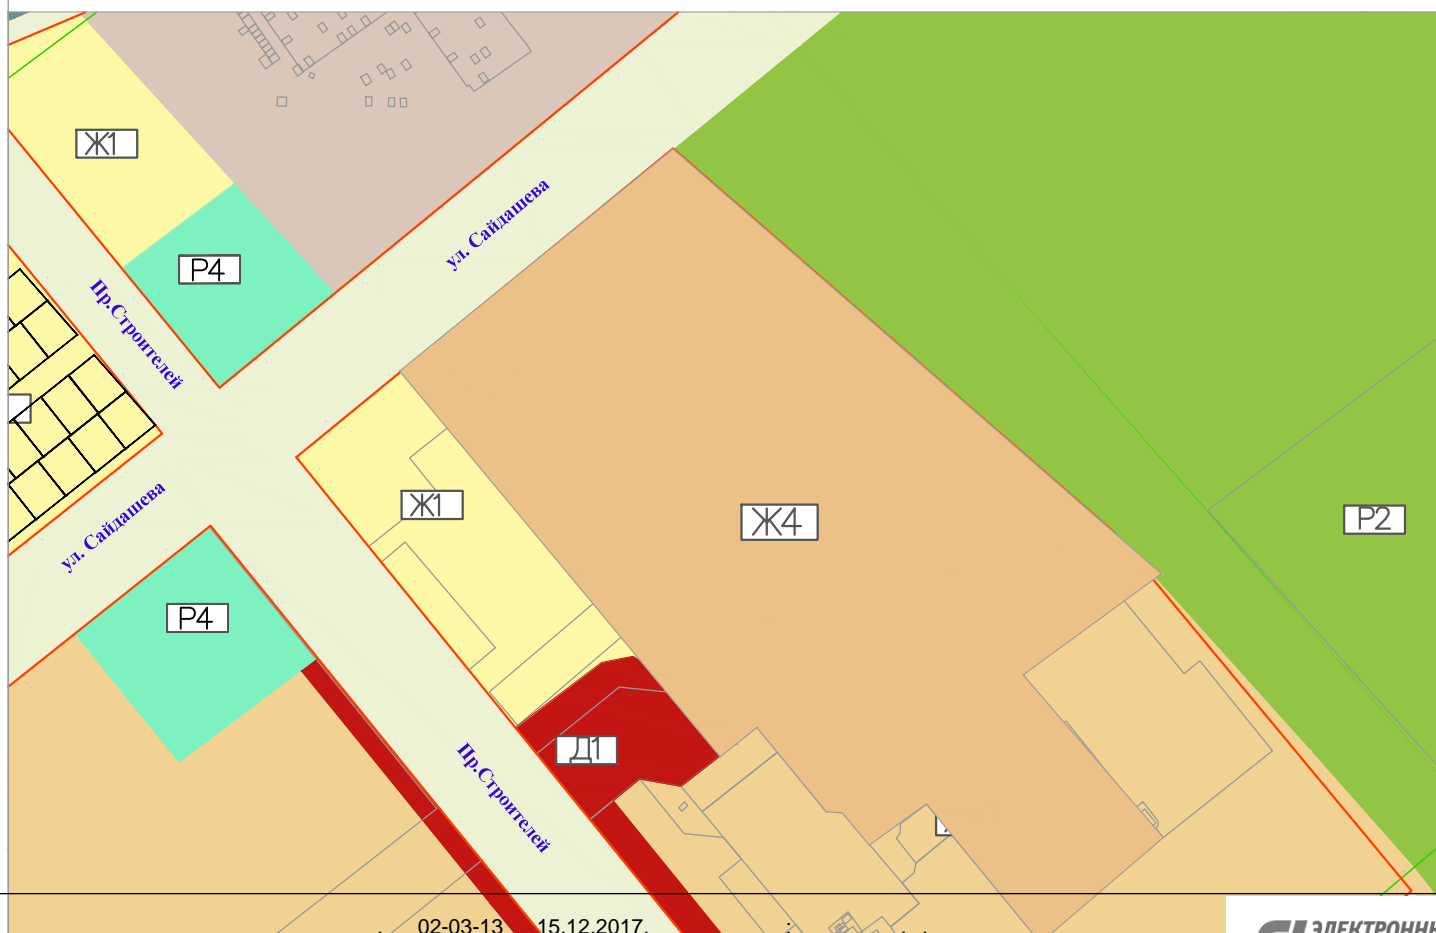 Ж1
Р4
ул. Сайдашева
Пр.Строителей
Ж1
Ж4
Р2
ул. Сайдашева
Р4
Д1
Пр.Строителей
02-03-13 15.12.2017.